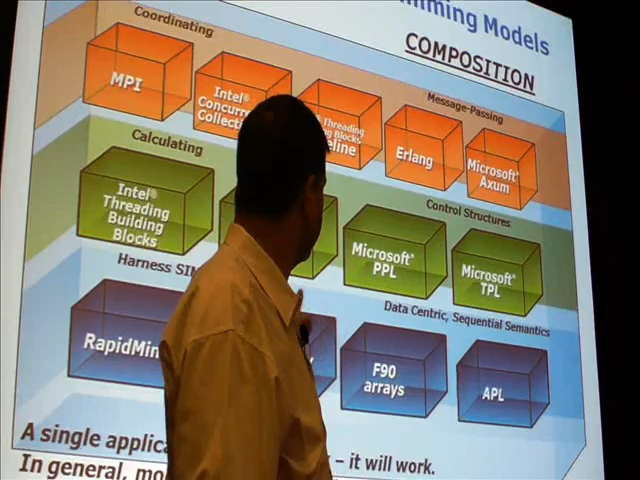 mming Models
COMPOSITION
Coordinating
Message-Passing
MPI
Intel®
Concurr
Collect
Threading
g Blocks
eline
Erlang
Microsoft®
Axum
Calculating
Control Structures
Intel®
Threading
Building
Blocks
Microsoft®
PPL
Microsoft®
TPL
Harness SIM
Data Centric, Sequential Semantics
RapidMin
F90
arrays
APL
A single applica – it will work.
In general, mo